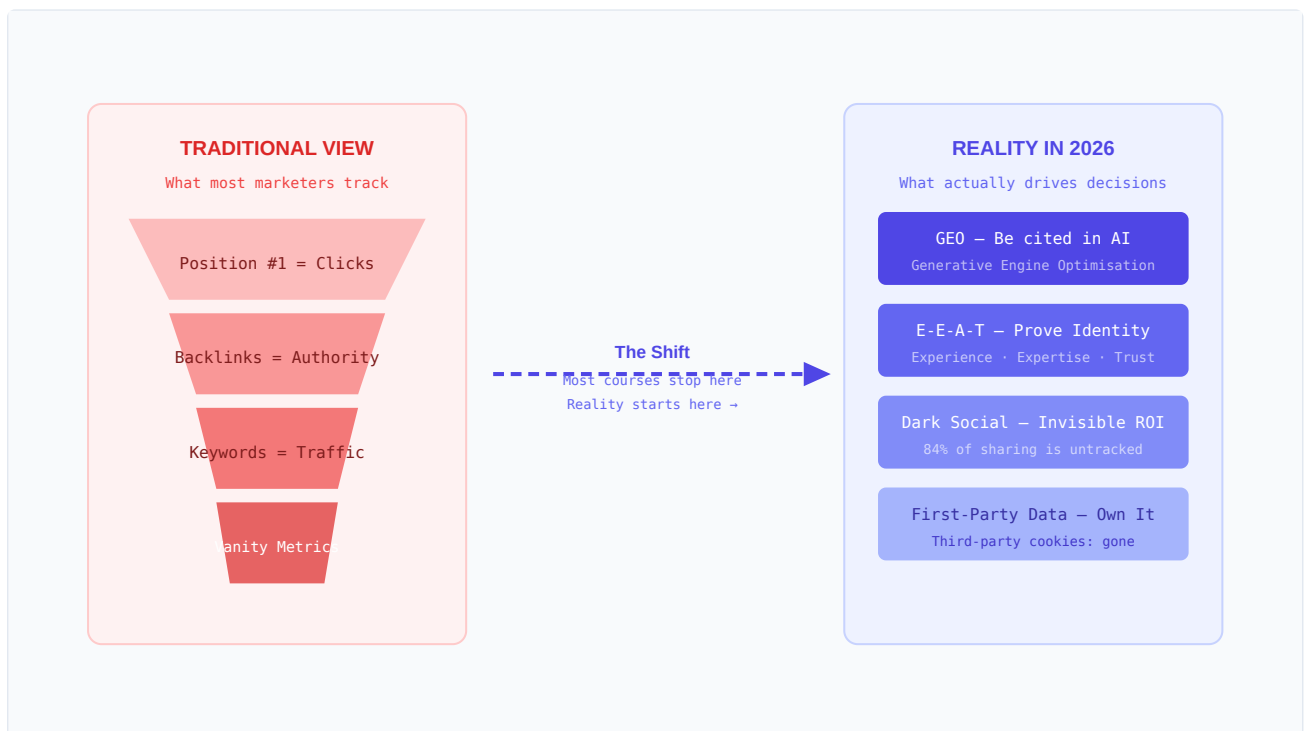 TRADITIONAL VIEW
What most marketers track
Position #1 = Clicks
Backlinks = Authority
Keywords = Traffic
Vanity Metrics
The Shift
Most courses stop here
Reality starts here →
REALITY IN 2026
What actually drives decisions
GEO — Be cited in AI
Generative Engine Optimisation
E-E-A-T — Prove Identity
Experience · Expertise · Trust
Dark Social — Invisible ROI
84% of sharing is untracked
First-Party Data — Own It
Third-party cookies: gone